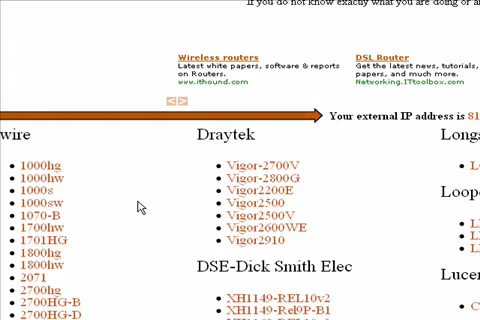 If you do not know exactly what you are doing or
Wireless routers
Latest white papers, software & reports
on Routers.
www.ithound.com
DSL Router
Get the latest news, tutorials,
papers, and much more.
Networking.ITtoolbox.com
Your external IP address is 81
wire
1000hg
1000hw
1000s
1000sw
1070-B
1700hw
1701HG
1800hg
1800hw
2071
2700hg
2700HG-B
2700HG-D
Draytek
Vigor-2700V
Vigor-2800G
Vigor2200E
Vigor2500
Vigor2500V
Vigor2600WE
Vigor2910
DSE-Dick Smith Elec
XH1149-REL10v2
XH1149-Rel9P-B1
Longs
Loop
Lucer